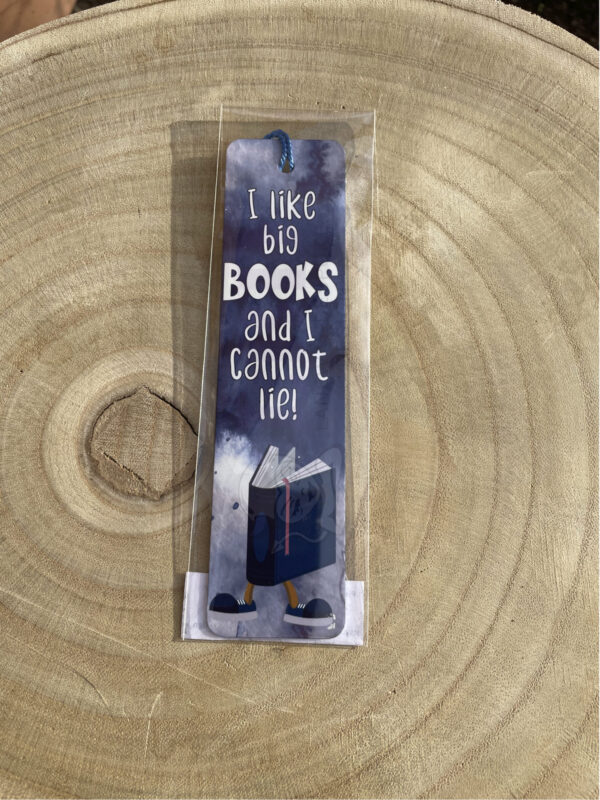 I like
big
BOOKS
and I
cannot
lie!